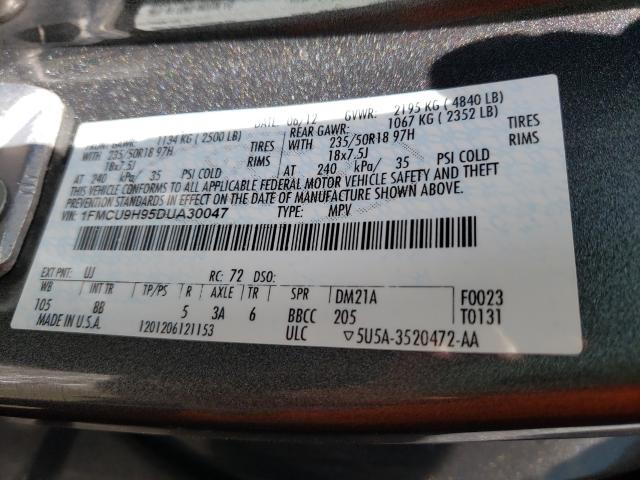 DATE: 06/12 GVWR: 2195 KG ( 4840 LB)
FRONT GAWR: 1134 KG ( 2500 LB) REAR GAWR: 1067 KG ( 2352 LB)
WITH 235/50R18 97H TIRES WITH 235/50R18 97H TIRES
18x7.5J RIMS 18x7.5J RIMS
AT 240 kPa/ 35 PSI COLD AT 240 kPa/ 35 PSI COLD
THIS VEHICLE CONFORMS TO ALL APPLICABLE FEDERAL MOTOR VEHICLE SAFETY AND THEFT
PREVENTION STANDARDS IN EFFECT ON THE DATE OF MANUFACTURE SHOWN ABOVE.
VIN: 1FMCU9H95DUA30047 TYPE: MPV
EXT PNT: UJ RC: 72 DSO:
WB INT TR TP/PS R AXLE TR SPR DM21A F0023
105 8B 5 3A 6 BBCC 205 T0131
MADE IN U.S.A. 1201206121153 ULC ▽5U5A-3520472-AA